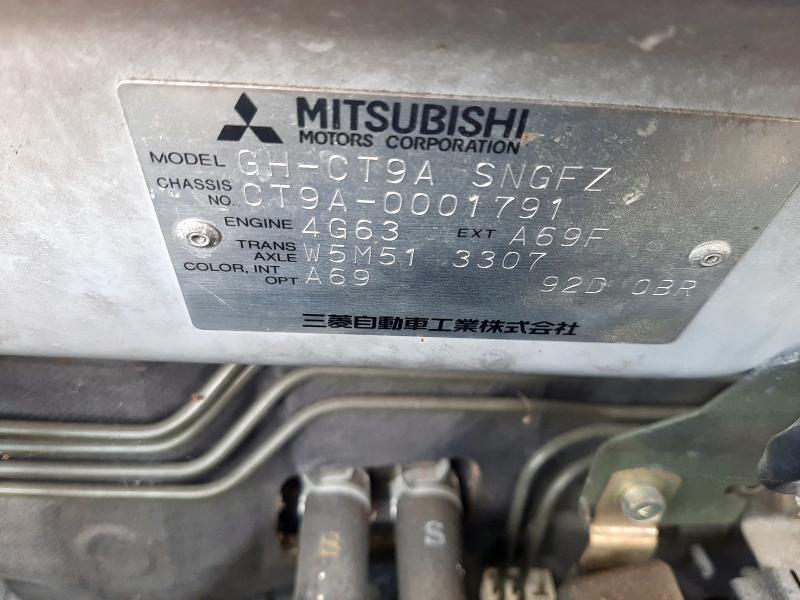 MITSUBISHI
MOTORS CORPORATION
MODEL GH-CT9A SNGFZ
CHASSIS NO. CT9A-0001791
ENGINE 4G63 EXT A69F
TRANS AXLE W5M51 3307
COLOR, INT OPT A69 92D 0BR
三菱自動車工業株式会社
S S